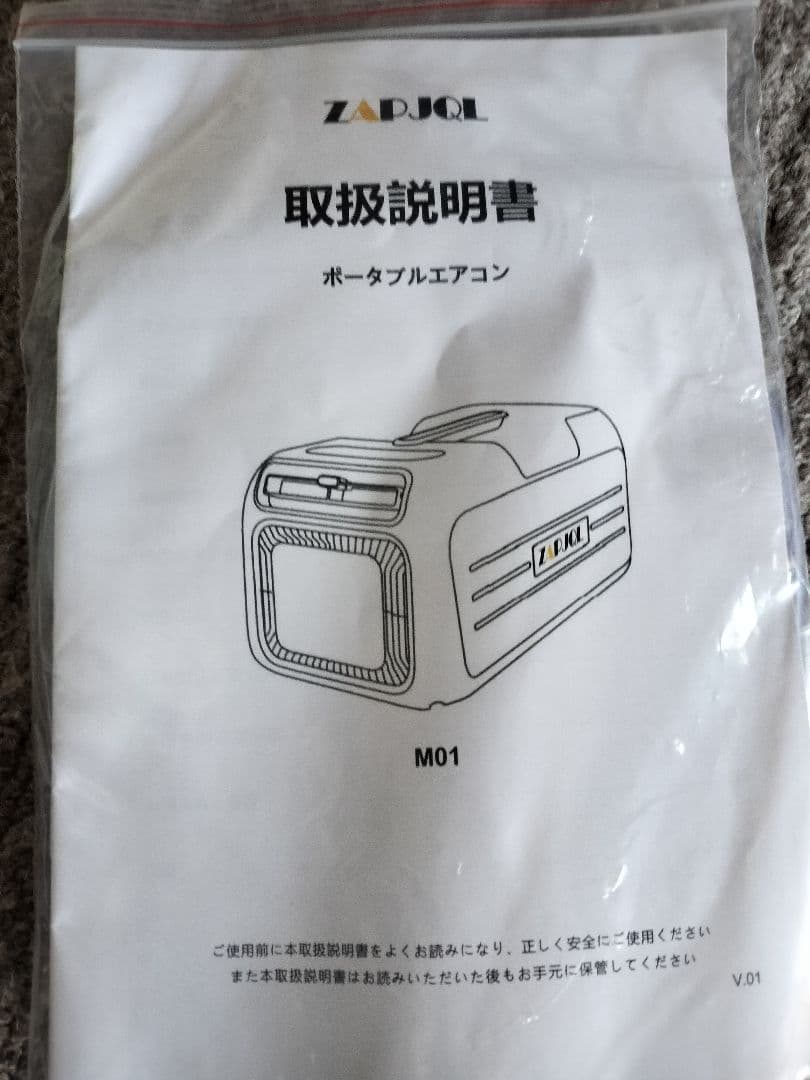 ZAPJQL
取扱説明書
ポータブルエアコン
ZAPJQL
M01
ご使用前に本取扱説明書をよくお読みになり、正しく安全にご使用ください
また本取扱説明書はお読みいただいた後もお手元に保管してください
V.01